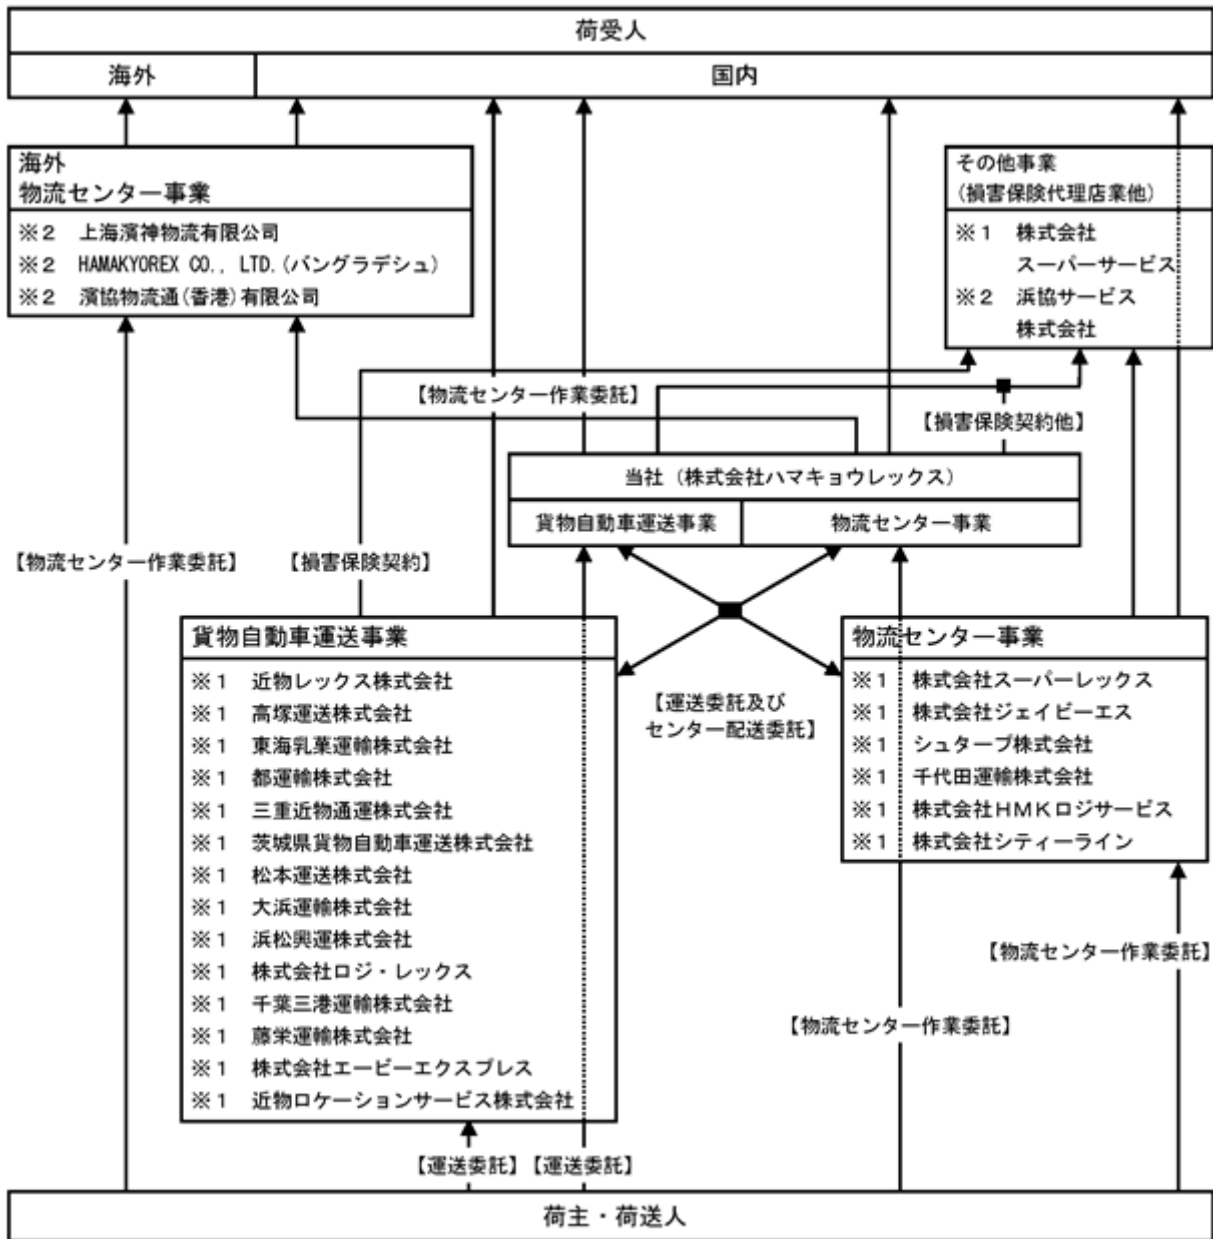 荷受人
海外
国内
海外
物流センター事業
※2 上海濱神物流有限公司
※2 HAMAKYOREX CO., LTD.(バングラデシュ)
※2 濱協物流通(香港)有限公司
その他事業
(損害保険代理店業他)
※1 株式会社
スーパーサービス
※2 浜協サービス
株式会社
【物流センター作業委託】
【損害保険契約他】
当社(株式会社ハマキョウレックス)
貨物自動車運送事業
物流センター事業
【物流センター作業委託】
【損害保険契約】
貨物自動車運送事業
※1 近物レックス株式会社
※1 高塚運送株式会社
※1 東海乳菓運輸株式会社
※1 都運輸株式会社
※1 三重近物通運株式会社
※1 茨城県貨物自動車運送株式会社
※1 松本運送株式会社
※1 大浜運輸株式会社
※1 浜松興運株式会社
※1 株式会社ロジ・レックス
※1 千葉三港運輸株式会社
※1 藤栄運輸株式会社
※1 株式会社エービーエクスプレス
※1 近物ロケーションサービス株式会社
【運送委託及び
センター配送委託】
物流センター事業
※1 株式会社スーパーレックス
※1 株式会社ジェイビーエス
※1 シュタープ株式会社
※1 千代田運輸株式会社
※1 株式会社HMKロジサービス
※1 株式会社シティーライン
【物流センター作業委託】
【物流センター作業委託】
【運送委託】
【運送委託】
荷主・荷送人